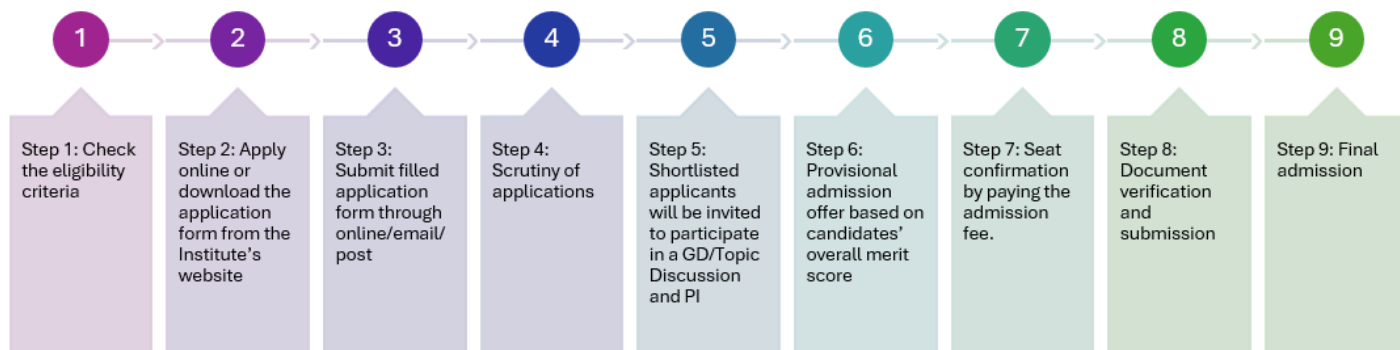 1
2
3
4
5
6
7
8
9
Step 1: Check
the eligibility
criteria
Step 2: Apply
online or
download the
application
form from the
Institute's
website
Step 3:
Submit filled
application
form through
online/email/
post
Step 4:
Scrutiny of
applications
Step 5:
Shortlisted
applicants
will be invited
to participate
in a GD/Topic
Discussion
and PI
Step 6:
Provisional
admission
offer based on
candidates'
overall merit
score
Step 7: Seat
confirmation
by paying the
admission
fee.
Step 8:
Document
verification
and
submission
Step 9: Final
admission